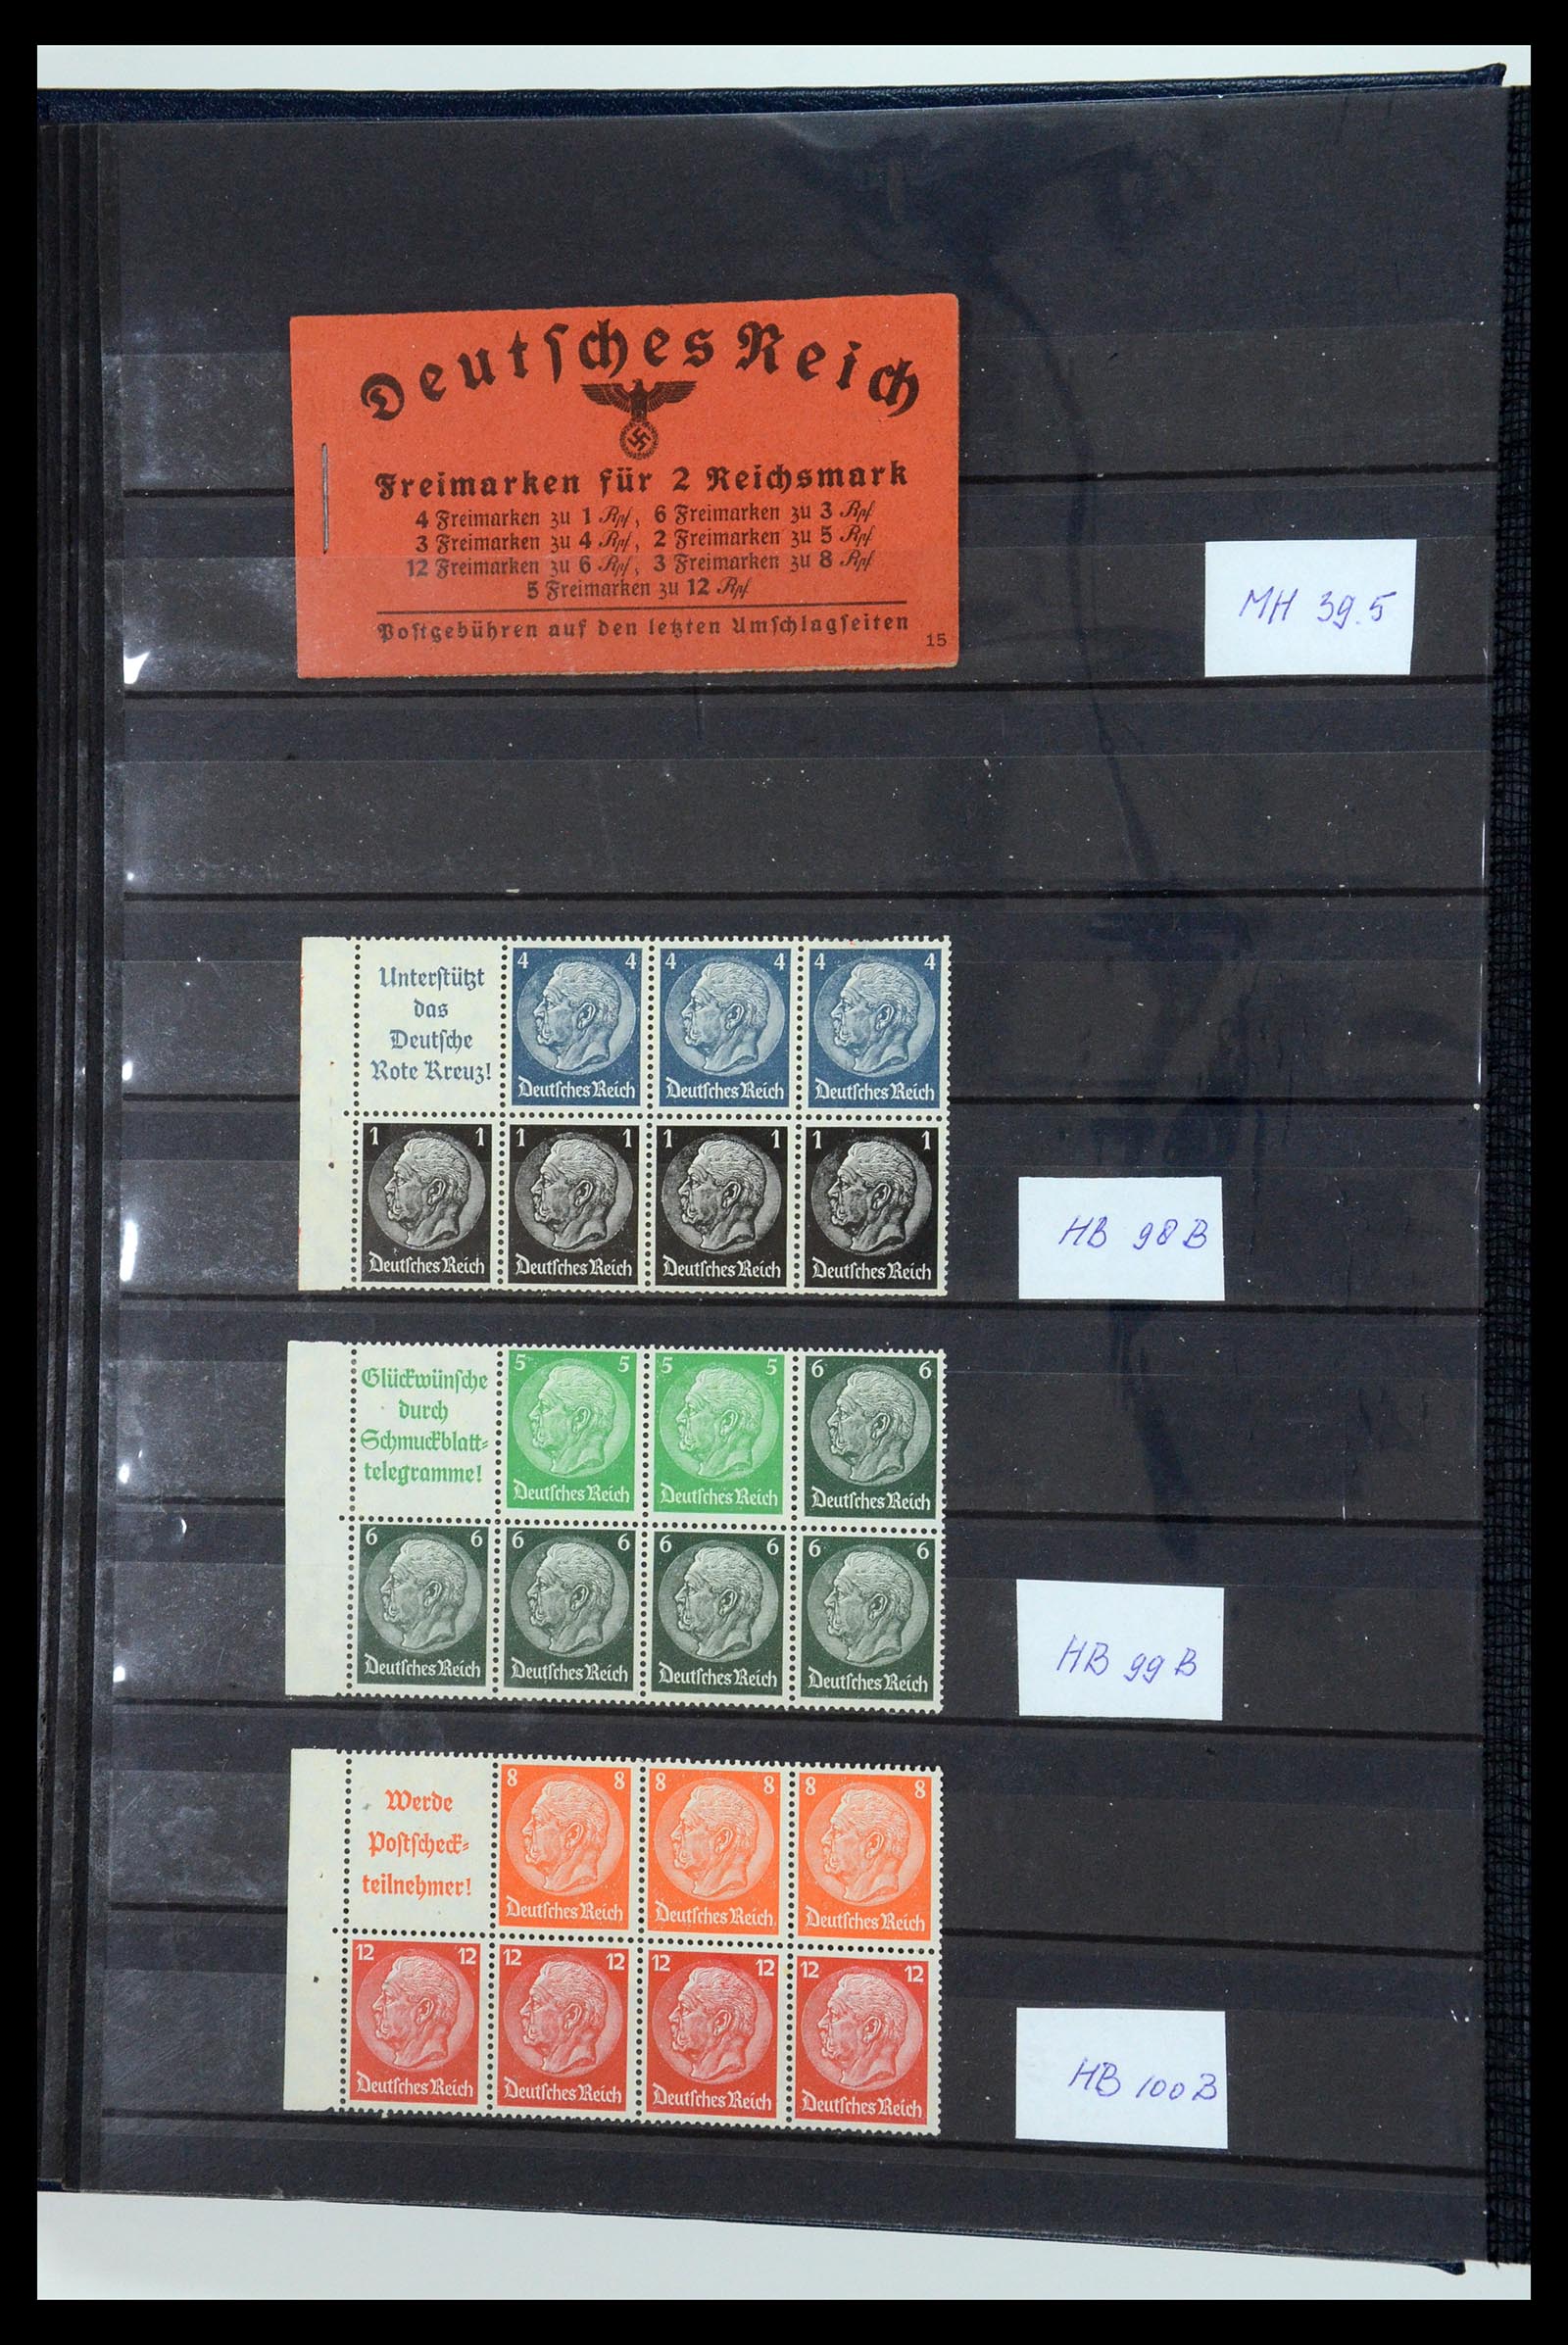 Deutsches Reich
Freimarken für 2 Reichsmark
4 Freimarken zu 1 Rpf, 6 Freimarken zu 3 Rpf
3 Freimarken zu 4 Rpf, 2 Freimarken zu 5 Rpf
12 Freimarken zu 6 Rpf, 3 Freimarken zu 8 Rpf
5 Freimarken zu 12 Rpf
Postgebühren auf den letzten Umschlagseiten
15
MH 39.5
Unterstützt
das
Deutsche
Rote Kreuz!
4 4 4 4 4 4
Deutsches Reich Deutsches Reich Deutsches Reich
1 1 1 1 1 1 1 1
Deutsches Reich Deutsches Reich Deutsches Reich Deutsches Reich
HB 98 B
Glückwünsche
durch
Schmuckblatt-
telegramme!
5 5 5 5 6 6
Deutsches Reich Deutsches Reich Deutsches Reich
6 6 6 6 6 6 6 6
Deutsches Reich Deutsches Reich Deutsches Reich Deutsches Reich
HB 99 B
Werde
Postscheck-
teilnehmer!
8 8 8 8 8 8
Deutsches Reich Deutsches Reich Deutsches Reich
12 12 12 12 12 12 12 12
Deutsches Reich Deutsches Reich Deutsches Reich Deutsches Reich
HB 100 B